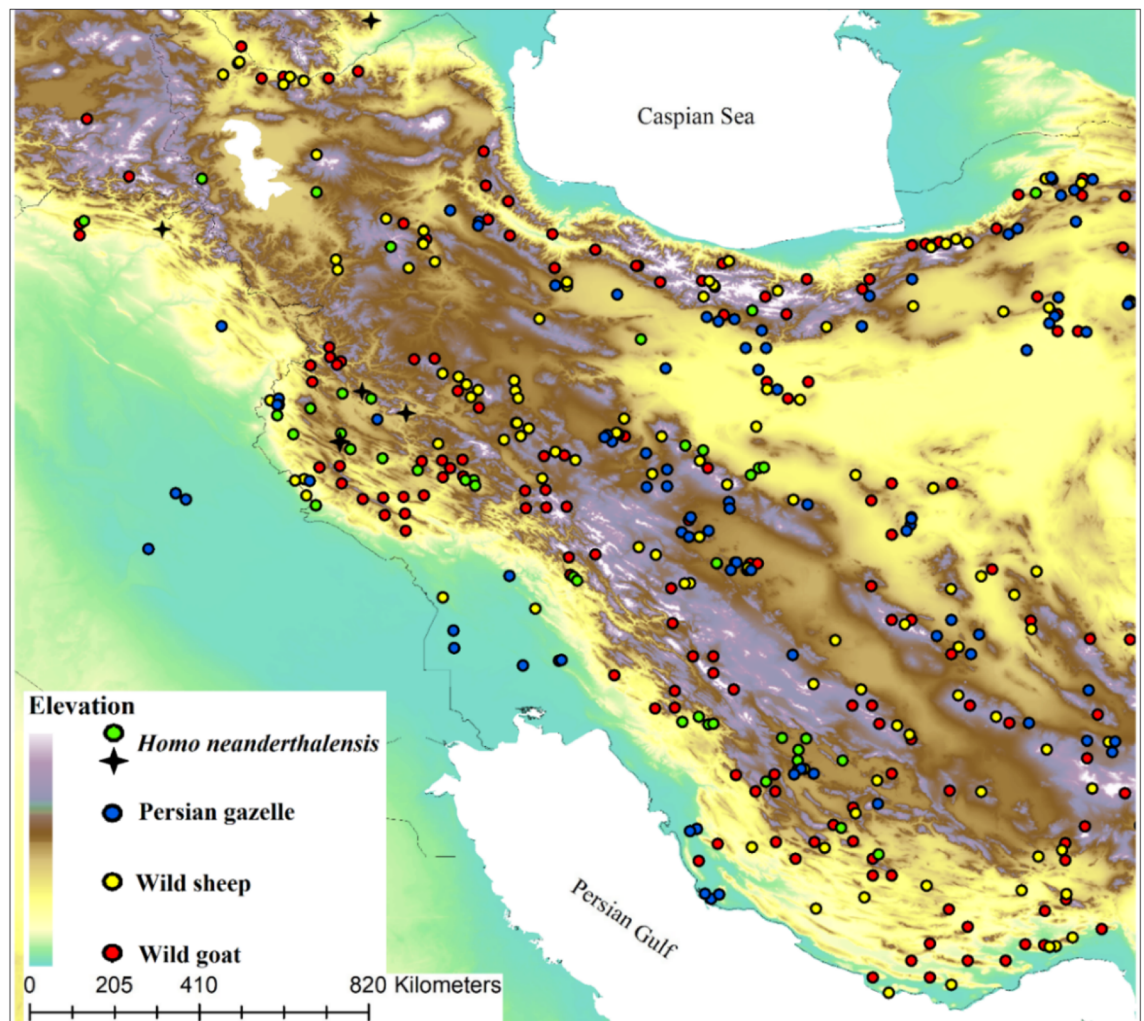 Caspian Sea
Persian Gulf
Elevation
Homo neanderthalensis
Persian gazelle
Wild sheep
Wild goat
0 205 410 820 Kilometers